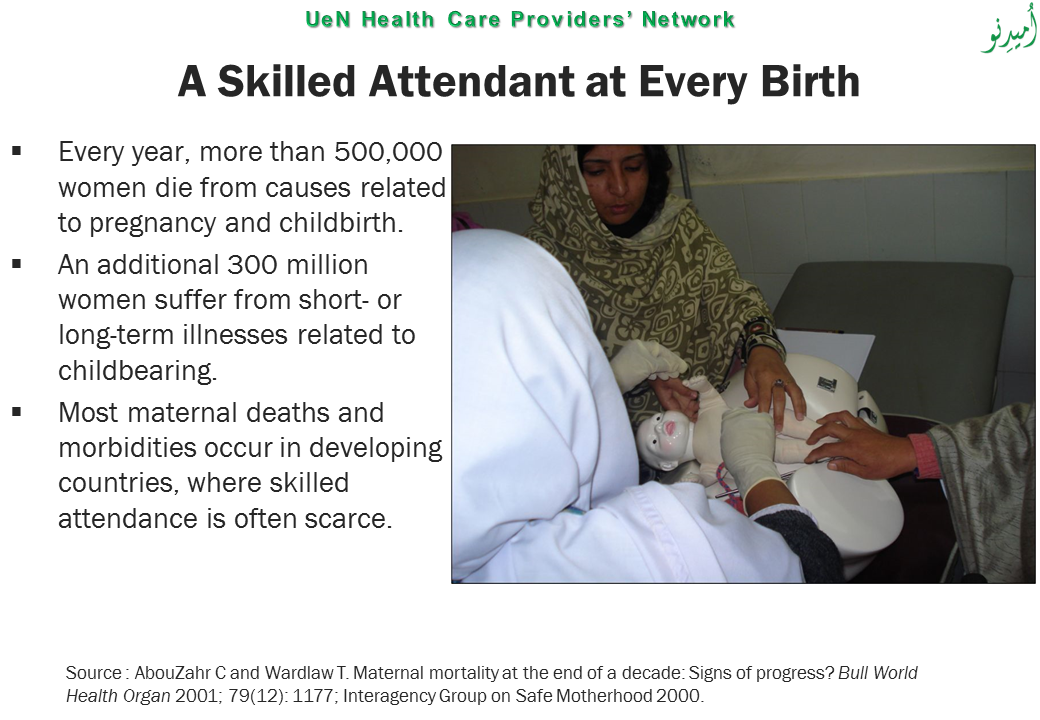 UeN Health Care Providers’ Network
اُمیدِنو
A Skilled Attendant at Every Birth
▪ Every year, more than 500,000
women die from causes related
to pregnancy and childbirth.
▪ An additional 300 million
women suffer from short- or
long-term illnesses related to
childbearing.
▪ Most maternal deaths and
morbidities occur in developing
countries, where skilled
attendance is often scarce.
Source : AbouZahr C and Wardlaw T. Maternal mortality at the end of a decade: Signs of progress? Bull World
Health Organ 2001; 79(12): 1177; Interagency Group on Safe Motherhood 2000.